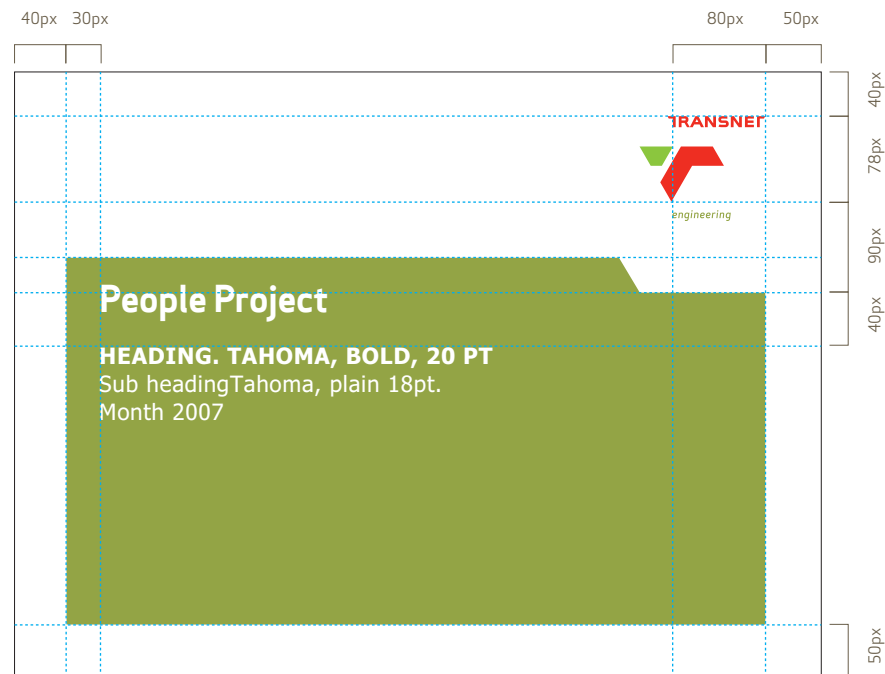 40px 30px 80px 50px
40px
TRANSNET
78px
engineering
90px
People Project
40px
HEADING. TAHOMA, BOLD, 20 PT
Sub headingTahoma, plain 18pt.
Month 2007
50px